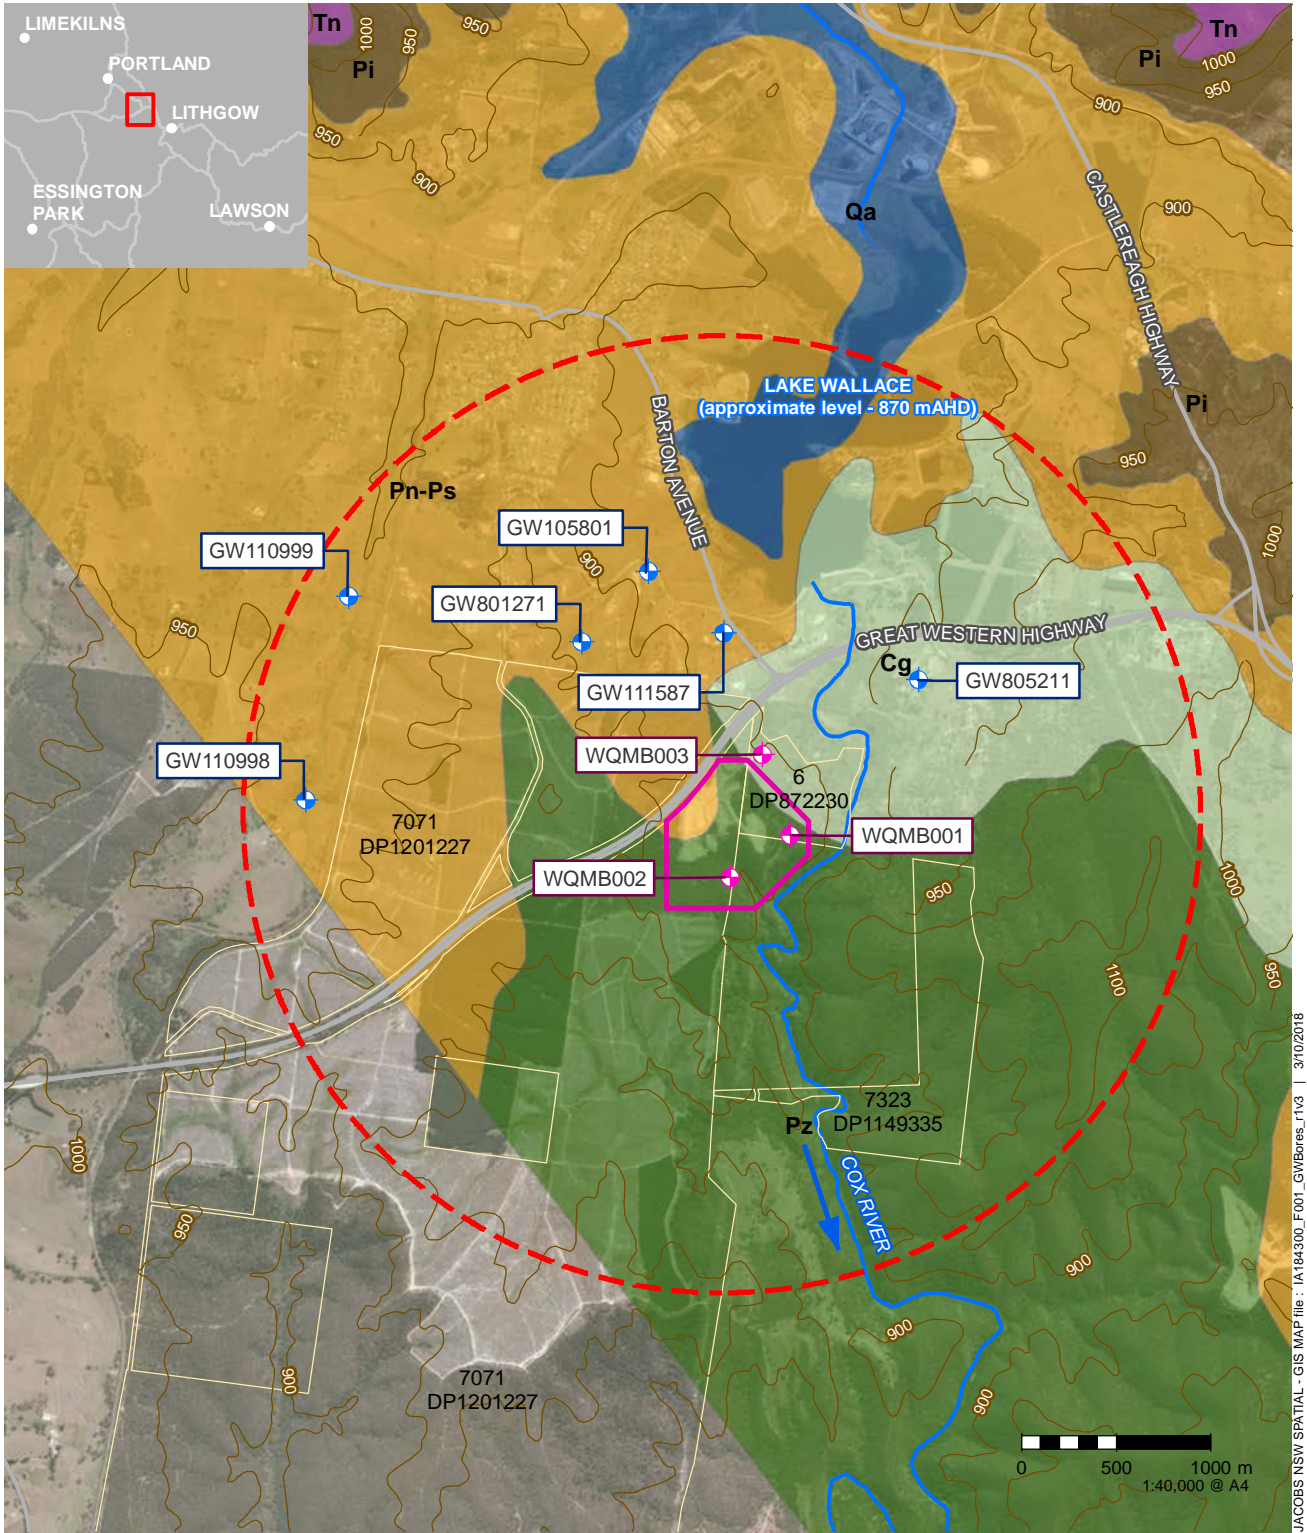 LIMEKILNS
PORTLAND
LITHGOW
ESSINGTON
PARK
LAWSON
Tn
1000
950
950
Pi
950
900
Tn
Pi
1000
950
900
900
Qa
CASTLEREAGH HIGHWAY
LAKE WALLACE
(approximate level - 870 mAHD)
BARTON AVENUE
Pi
950
1000
Pn-Ps
GW105801
GW110999
900
GW801271
950
GREAT WESTERN HIGHWAY
Cg
GW805211
GW111587
WQMB003
GW110998
6
DP872230
7071
DP1201227
WQMB001
WQMB002
950
1000
1100
950
7323
DP1149335
Pz
COX RIVER
1000
950
900
900
900
900
7071
DP1201227
0 500 1000 m
1:40,000 @ A4
JACOBS NSW SPATIAL - GIS MAP file : IA184300_F001_GWBores_r1v3 | 3/10/2018